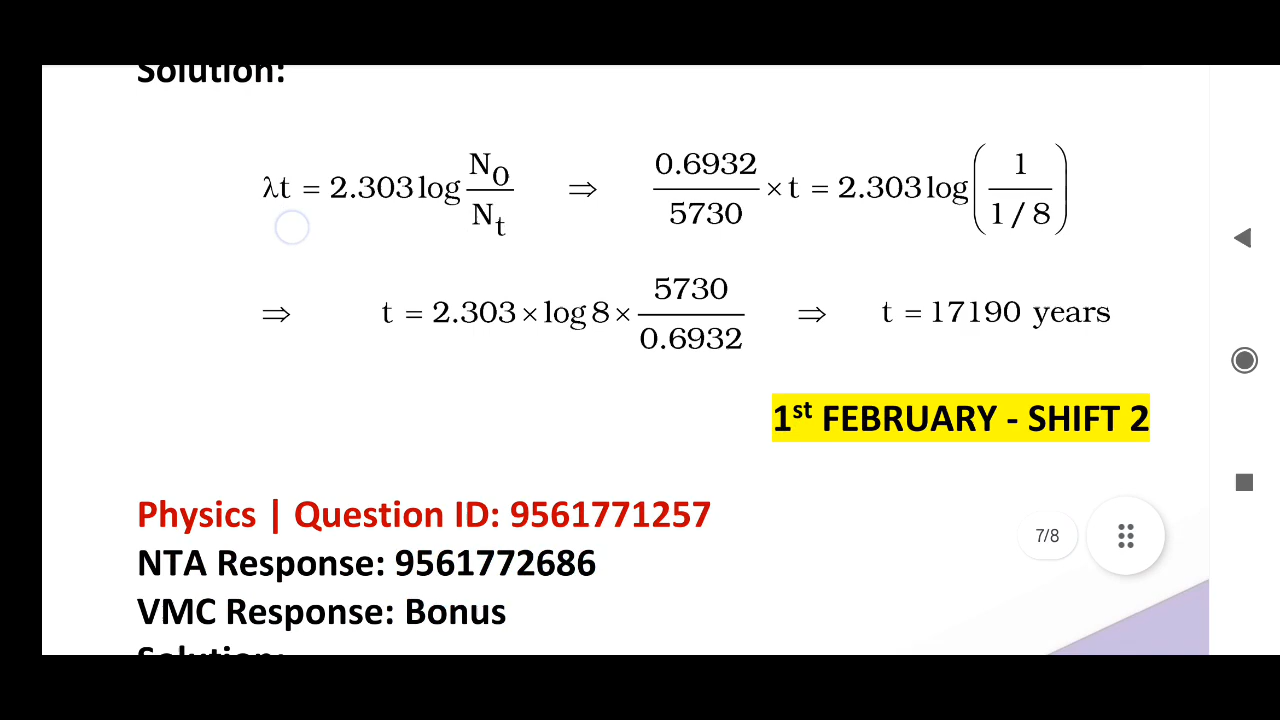 Solution:
λt = 2.303 log N₀/Nₜ ⇒ 0.6932/5730 × t = 2.303 log(1/(1/8))
⇒ t = 2.303 × log 8 × 5730/0.6932 ⇒ t = 17190 years
1st FEBRUARY - SHIFT 2
Physics | Question ID: 9561771257
NTA Response: 9561772686
7/8
VMC Response: Bonus
Solution: